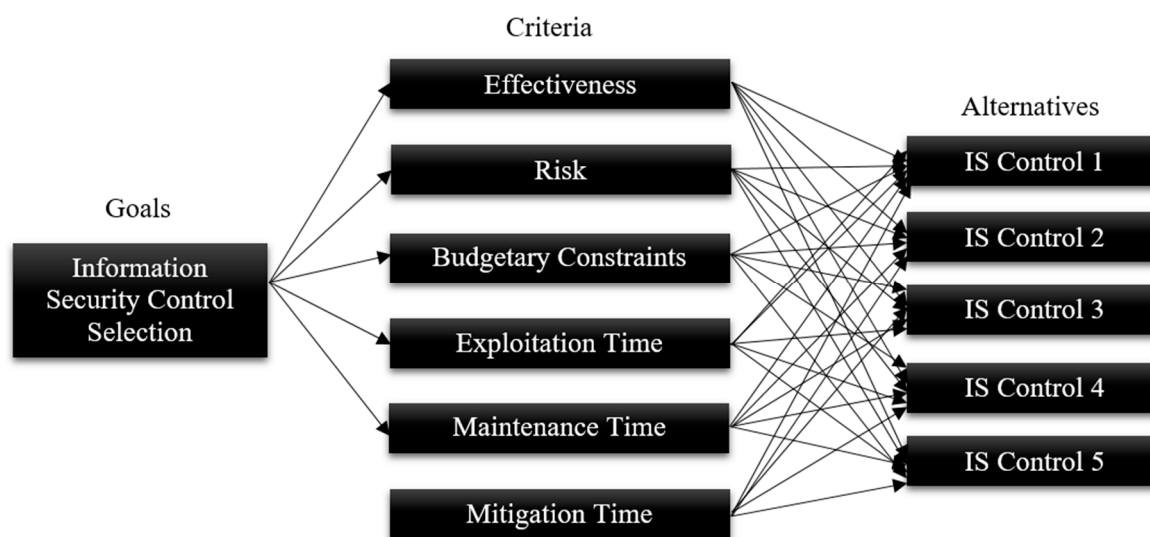 Criteria
Effectiveness
Alternatives
IS Control 1
Risk
Goals
Information
Security Control
Selection
IS Control 2
Budgetary Constraints
IS Control 3
Exploitation Time
IS Control 4
Maintenance Time
IS Control 5
Mitigation Time